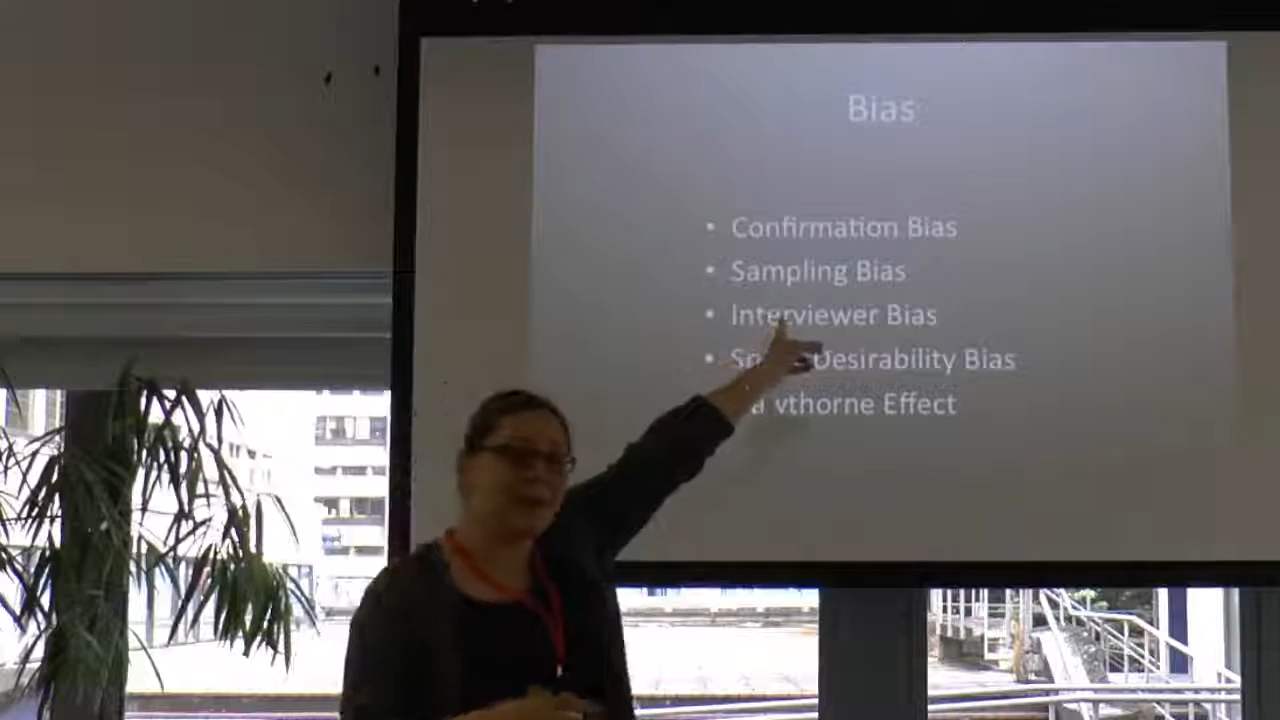 Bias
• Confirmation Bias
• Sampling Bias
• Interviewer Bias
• Desirability Bias
Effect